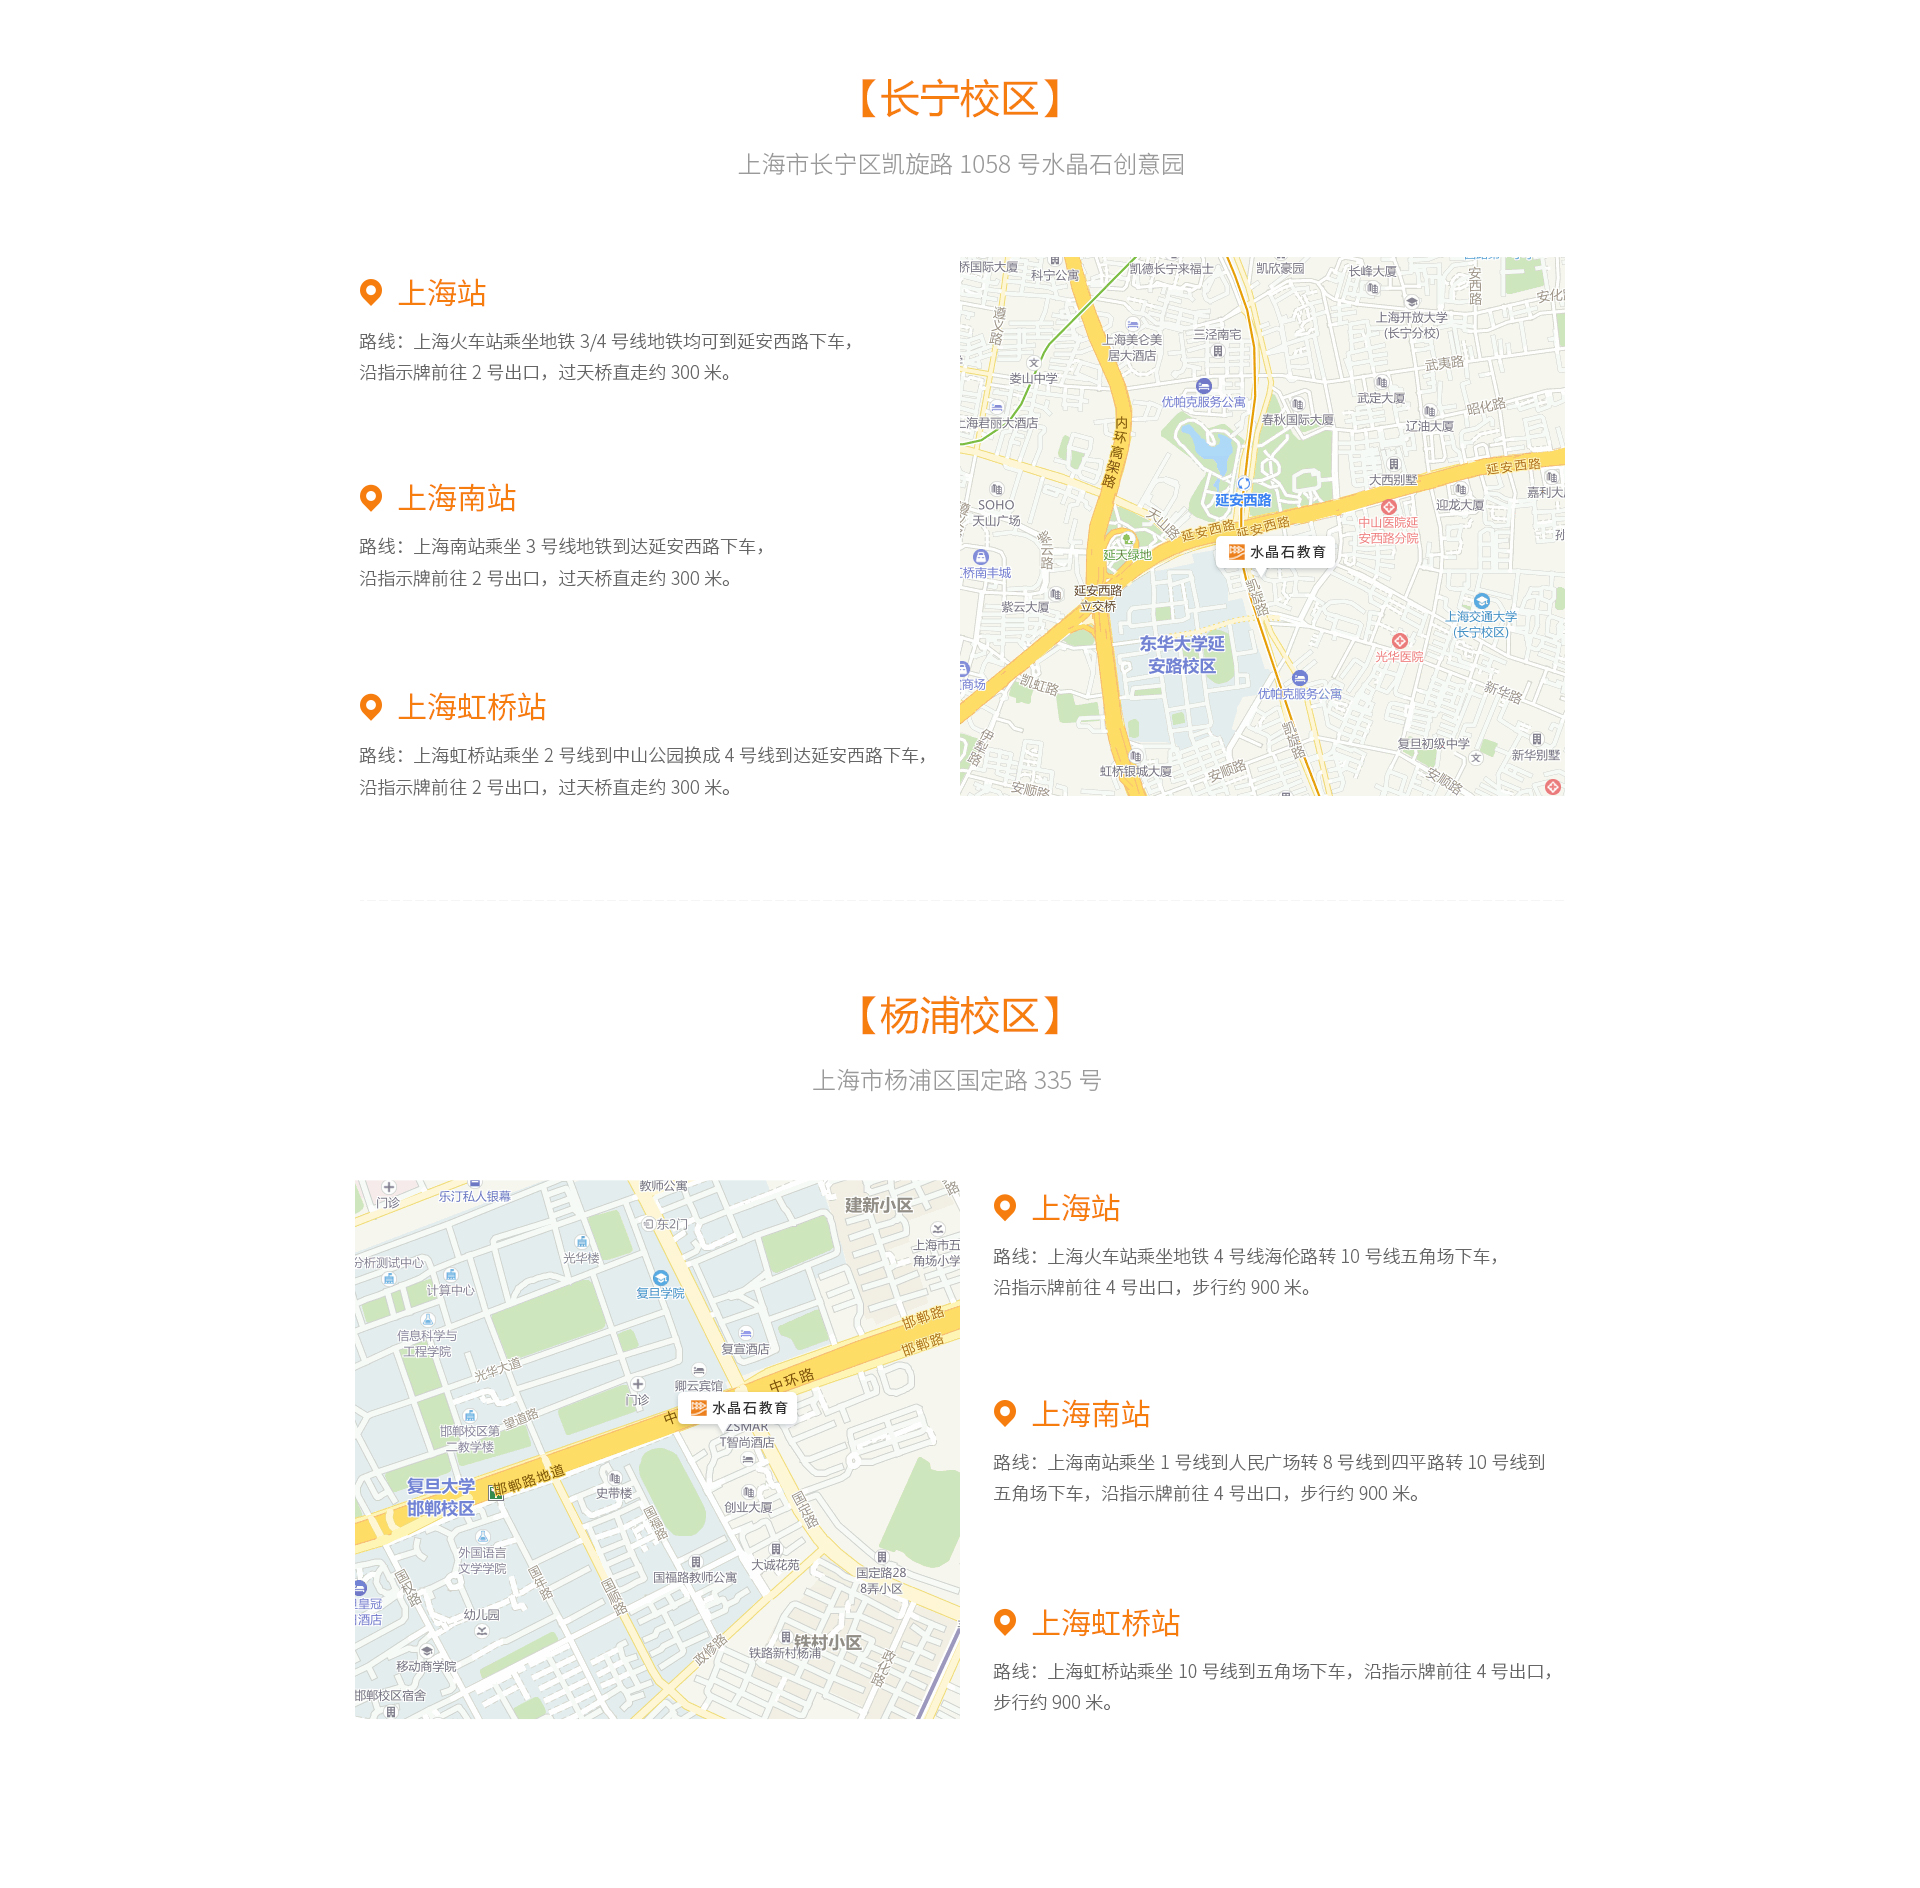 【长宁校区】
上海市长宁区凯旋路 1058 号水晶石创意园
上海站
路线：上海火车站乘坐地铁 3/4 号线地铁均可到延安西路下车，
沿指示牌前往 2 号出口，过天桥直走约 300 米。
上海南站
路线：上海南站乘坐 3 号线地铁到达延安西路下车，
沿指示牌前往 2 号出口，过天桥直走约 300 米。
上海虹桥站
路线：上海虹桥站乘坐 2 号线到中山公园换成 4 号线到达延安西路下车，
沿指示牌前往 2 号出口，过天桥直走约 300 米。
桥国际大厦
科宁公寓
凯德长宁来福士
凯欣豪园
长峰大厦
安西路
安化
遵义路
上海开放大学
(长宁分校)
上海美仑美
居大酒店
三泾南宅
武夷路
娄山中学
优帕克服务公寓
武定大厦
昭化路
上海君丽大酒店
内环高架路
春秋国际大厦
辽油大厦
大西别墅
延安西路
SOHO
天山广场
延安西路
迎龙大厦
嘉利大
天山路
延安西路
延安西路
中山医院延
安西路分院
紫云路
延天绿地
水晶石教育
桥南丰城
延安西路
立交桥
凯旋路
紫云大厦
上海交通大学
(长宁校区)
东华大学延
安路校区
光华医院
商场
凯虹路
优帕克服务公寓
新华路
伊犁路
凯旋路
复旦初级中学
新华别墅
虹桥银城大厦
安顺路
安顺路
安顺路
【杨浦校区】
上海市杨浦区国定路 335 号
门诊
乐汀私人银幕
教师公寓
建新小区
路
东2门
光华楼
上海市五
角场小学
分析测试中心
计算中心
复旦学院
邯郸路
信息科学与
工程学院
复宣酒店
邯郸路
光华大道
卿云宾馆
中环路
门诊
水晶石教育
中
望道路
ZSMAR
T智尚酒店
邯郸校区第
二教学楼
复旦大学
邯郸校区
邯郸路地道
史带楼
创业大厦
国定路
国福路
外国语言
文学学院
大诚花苑
国权路
国年路
国顺路
国福路教师公寓
国定路28
8弄小区
皇冠
酒店
幼儿园
移动商学院
政修路
铁路新村杨浦
铁村小区
政化路
邯郸校区宿舍
上海站
路线：上海火车站乘坐地铁 4 号线海伦路转 10 号线五角场下车，
沿指示牌前往 4 号出口，步行约 900 米。
上海南站
路线：上海南站乘坐 1 号线到人民广场转 8 号线到四平路转 10 号线到
五角场下车，沿指示牌前往 4 号出口，步行约 900 米。
上海虹桥站
路线：上海虹桥站乘坐 10 号线到五角场下车，沿指示牌前往 4 号出口，
步行约 900 米。